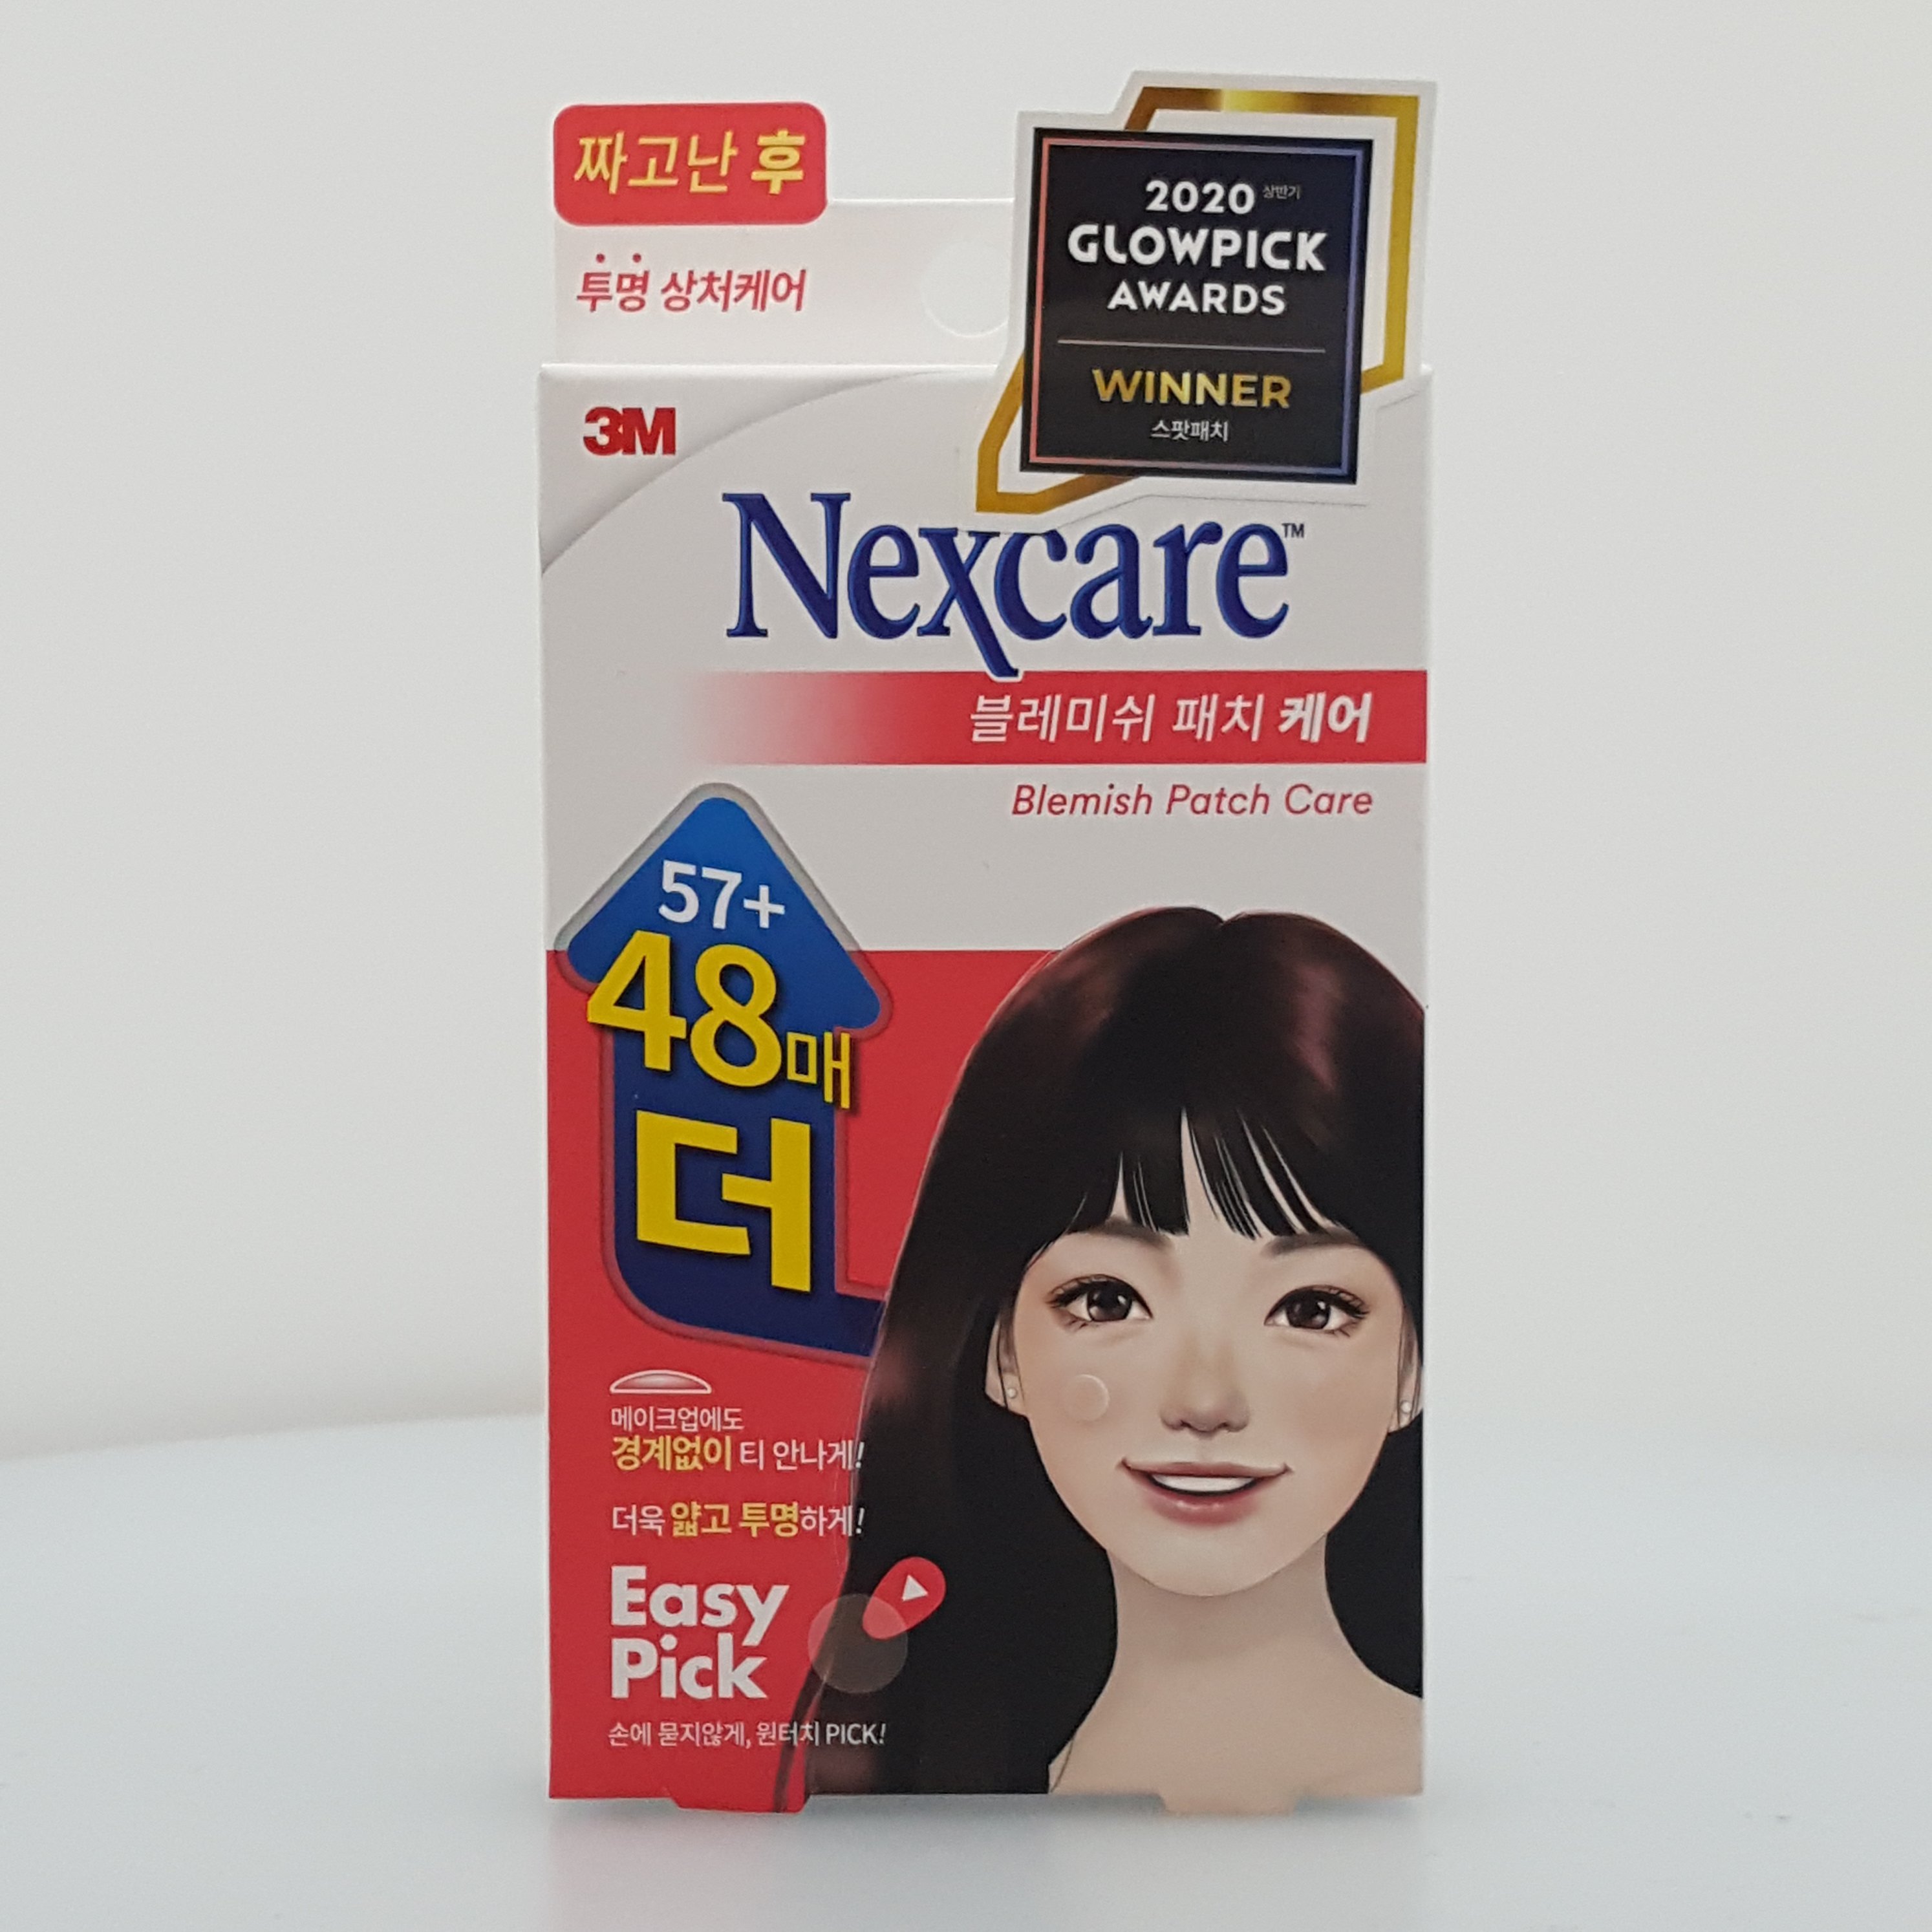 짜고난 후
투명 상처케어
2020 상반기
GLOWPICK
AWARDS
WINNER
스팟패치
3M
Nexcare™
블레미쉬 패치 케어
Blemish Patch Care
57+
48매
더
메이크업에도
경계없이 티 안나게!
더욱 얇고 투명하게!
Easy
Pick
손에 묻지않게, 원터치 PICK!